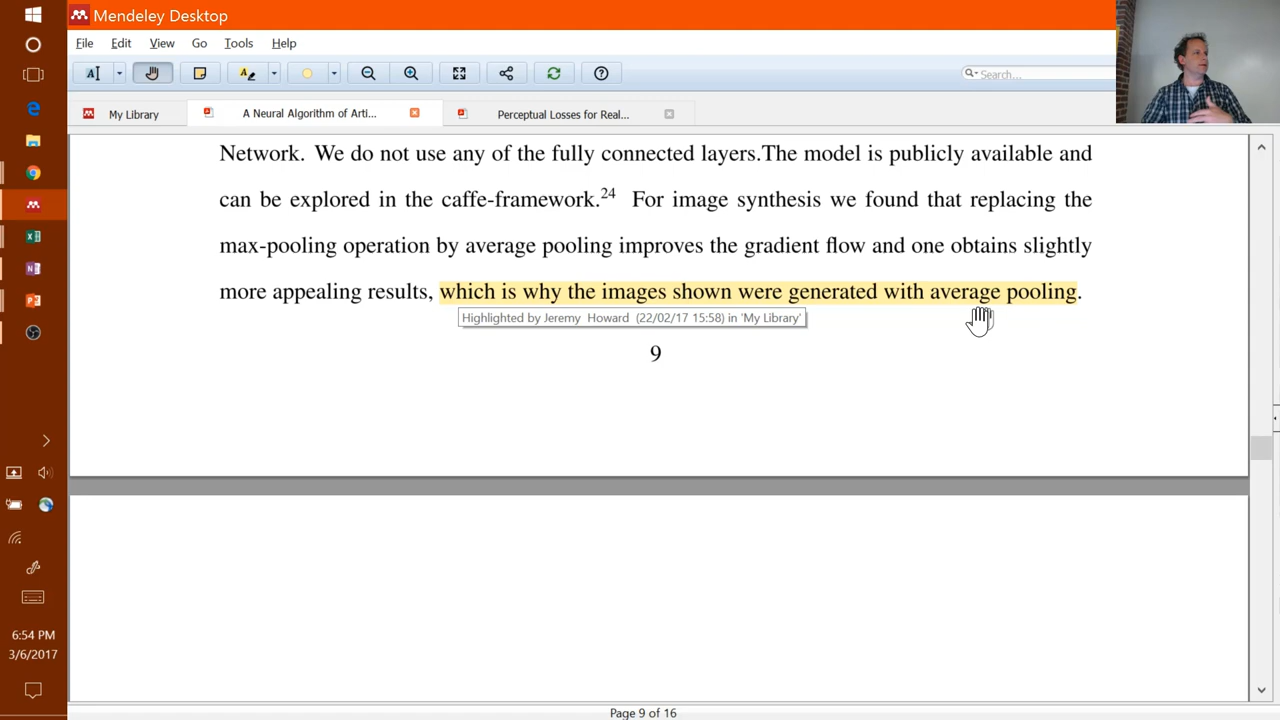 Mendeley Desktop
File Edit View Go Tools Help
Search...
My Library
A Neural Algorithm of Arti...
Perceptual Losses for Real...
Network. We do not use any of the fully connected layers.The model is publicly available and
can be explored in the caffe-framework.24 For image synthesis we found that replacing the
max-pooling operation by average pooling improves the gradient flow and one obtains slightly
more appealing results, which is why the images shown were generated with average pooling.
Highlighted by Jeremy Howard (22/02/17 15:58) in 'My Library'
9
6:54 PM
3/6/2017
Page 9 of 16